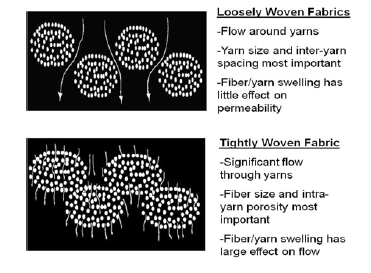 Loosely Woven Fabrics
-Flow around yarns
-Yarn size and inter-yarn
spacing most important
-Fiber/yarn swelling has
little effect on
permeability
Tightly Woven Fabric
-Significant flow
through yarns
-Fiber size and intra-
yarn porosity most
important
-Fiber/yarn swelling has
large effect on flow